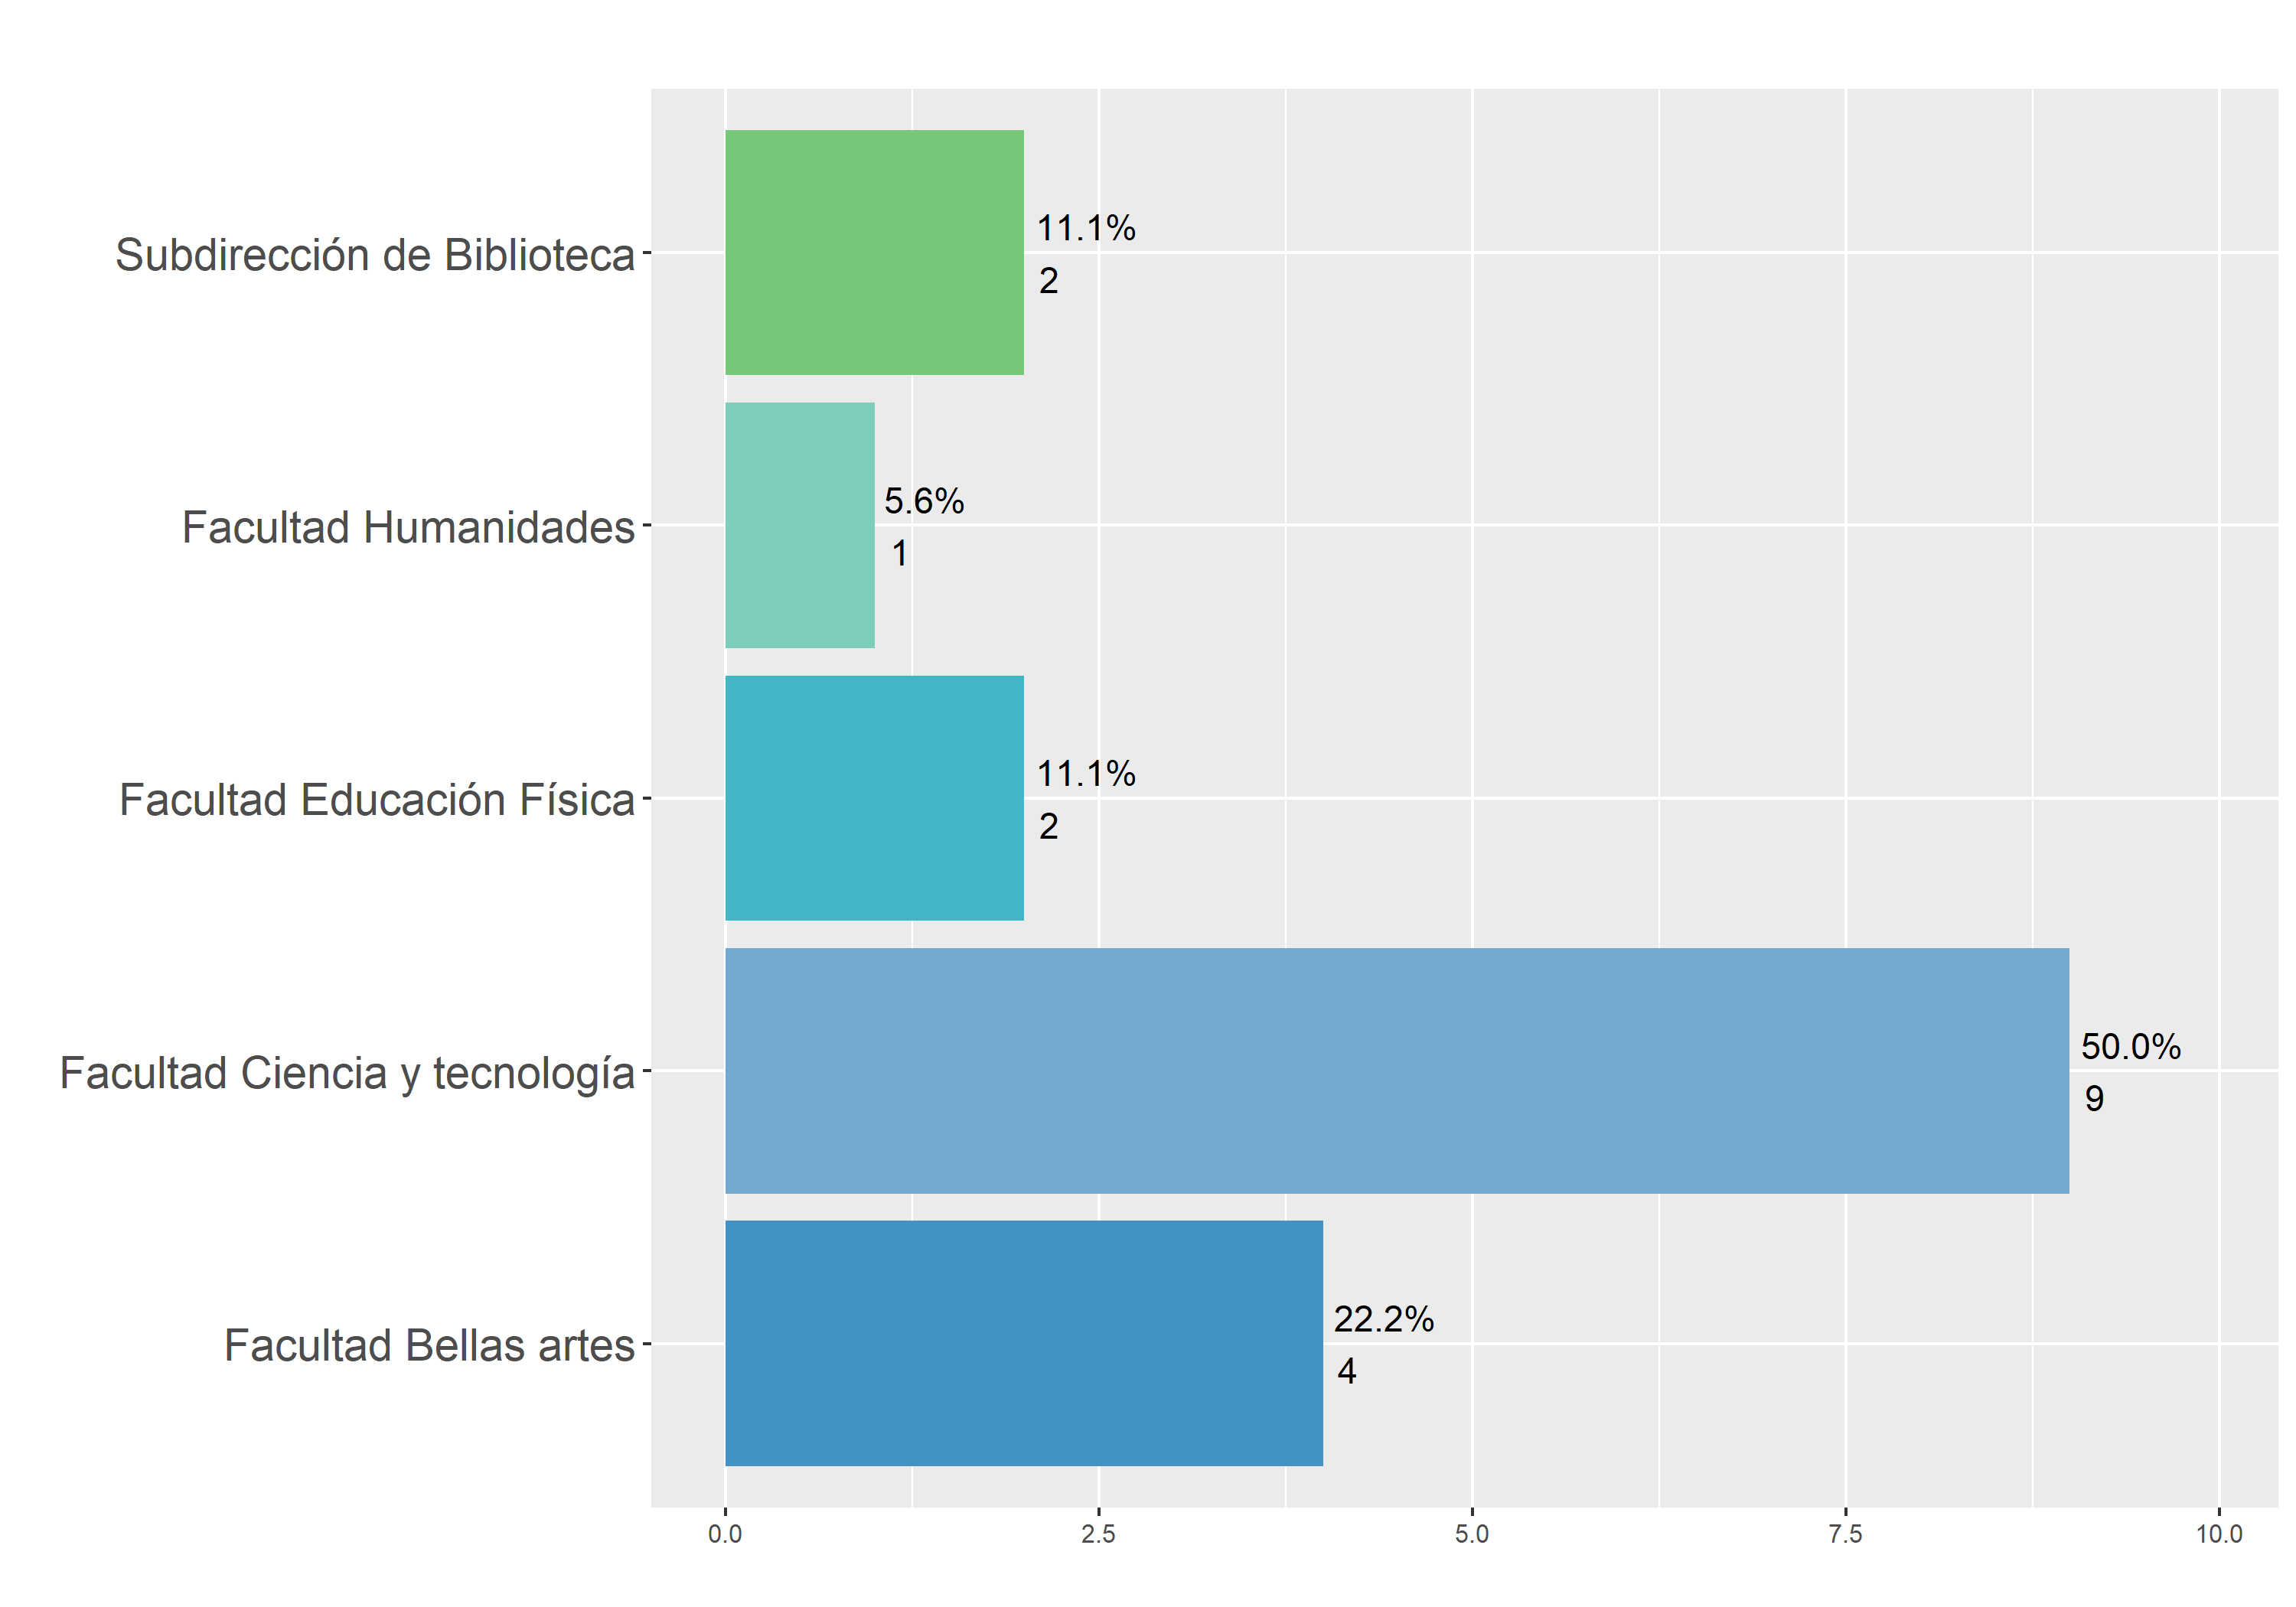 Subdirección de Biblioteca
11.1%
2
Facultad Humanidades
5.6%
1
Facultad Educación Física
11.1%
2
Facultad Ciencia y tecnología
50.0%
9
Facultad Bellas artes
22.2%
4
0.0 2.5 5.0 7.5 10.0